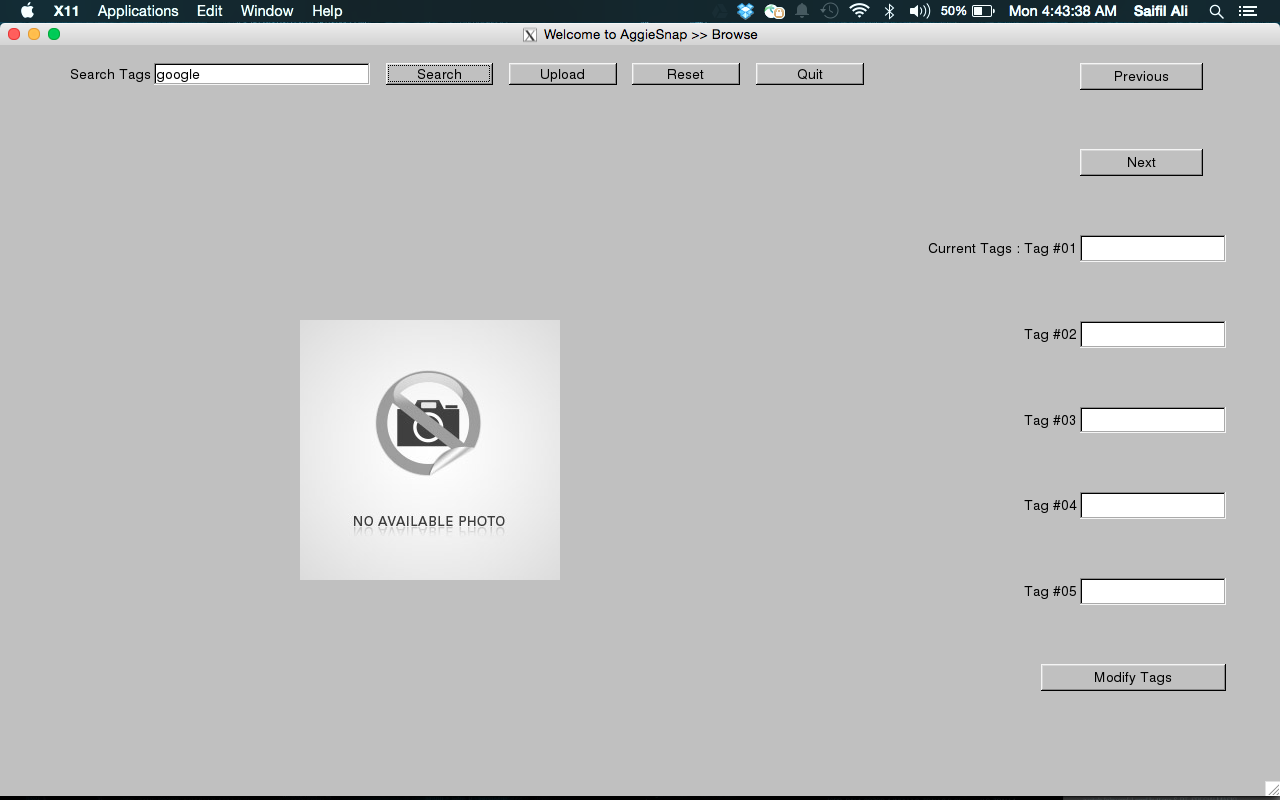 X11 Applications Edit Window Help 50% Mon 4:43:38 AM Saifil Ali
X Welcome to AggieSnap >> Browse
Search Tags google Search Upload Reset Quit Previous
Next
Current Tags : Tag #01
Tag #02
Tag #03
Tag #04
Tag #05
NO AVAILABLE PHOTO
Modify Tags